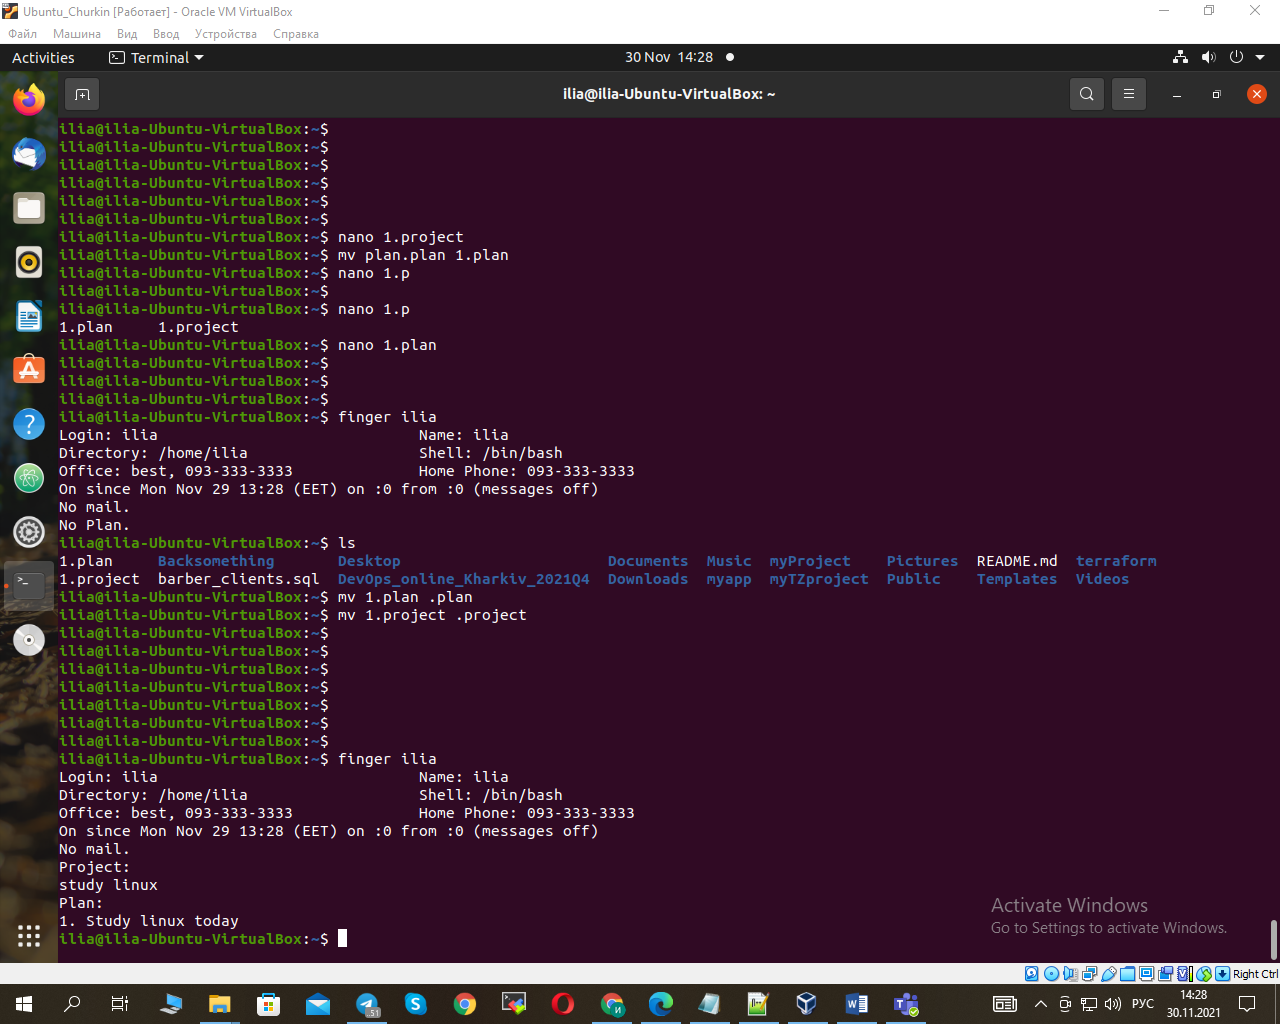 Ubuntu_Churkin [Работает] - Oracle VM VirtualBox
Файл Машина Вид Ввод Устройства Справка
Activities Terminal 30 Nov 14:28
ilia@ilia-Ubuntu-VirtualBox: ~
ilia@ilia-Ubuntu-VirtualBox:~$
ilia@ilia-Ubuntu-VirtualBox:~$
ilia@ilia-Ubuntu-VirtualBox:~$
ilia@ilia-Ubuntu-VirtualBox:~$
ilia@ilia-Ubuntu-VirtualBox:~$
ilia@ilia-Ubuntu-VirtualBox:~$
ilia@ilia-Ubuntu-VirtualBox:~$ nano 1.project
ilia@ilia-Ubuntu-VirtualBox:~$ mv plan.plan 1.plan
ilia@ilia-Ubuntu-VirtualBox:~$ nano 1.p
ilia@ilia-Ubuntu-VirtualBox:~$
ilia@ilia-Ubuntu-VirtualBox:~$ nano 1.p
1.plan 1.project
ilia@ilia-Ubuntu-VirtualBox:~$ nano 1.plan
ilia@ilia-Ubuntu-VirtualBox:~$
ilia@ilia-Ubuntu-VirtualBox:~$
ilia@ilia-Ubuntu-VirtualBox:~$
ilia@ilia-Ubuntu-VirtualBox:~$ finger ilia
Login: ilia Name: ilia
Directory: /home/ilia Shell: /bin/bash
Office: best, 093-333-3333 Home Phone: 093-333-3333
On since Mon Nov 29 13:28 (EET) on :0 from :0 (messages off)
No mail.
No Plan.
ilia@ilia-Ubuntu-VirtualBox:~$ ls
1.plan Backsomething Desktop Documents Music myProject Pictures README.md terraform
1.project barber_clients.sql DevOps_online_Kharkiv_2021Q4 Downloads myapp myTZproject Public Templates Videos
ilia@ilia-Ubuntu-VirtualBox:~$ mv 1.plan .plan
ilia@ilia-Ubuntu-VirtualBox:~$ mv 1.project .project
ilia@ilia-Ubuntu-VirtualBox:~$
ilia@ilia-Ubuntu-VirtualBox:~$
ilia@ilia-Ubuntu-VirtualBox:~$
ilia@ilia-Ubuntu-VirtualBox:~$
ilia@ilia-Ubuntu-VirtualBox:~$
ilia@ilia-Ubuntu-VirtualBox:~$
ilia@ilia-Ubuntu-VirtualBox:~$
ilia@ilia-Ubuntu-VirtualBox:~$ finger ilia
Login: ilia Name: ilia
Directory: /home/ilia Shell: /bin/bash
Office: best, 093-333-3333 Home Phone: 093-333-3333
On since Mon Nov 29 13:28 (EET) on :0 from :0 (messages off)
No mail.
Project:
study linux
Plan:
1. Study linux today
ilia@ilia-Ubuntu-VirtualBox:~$
Activate Windows
Go to Settings to activate Windows.
Right Ctrl
РУС
14:28
30.11.2021